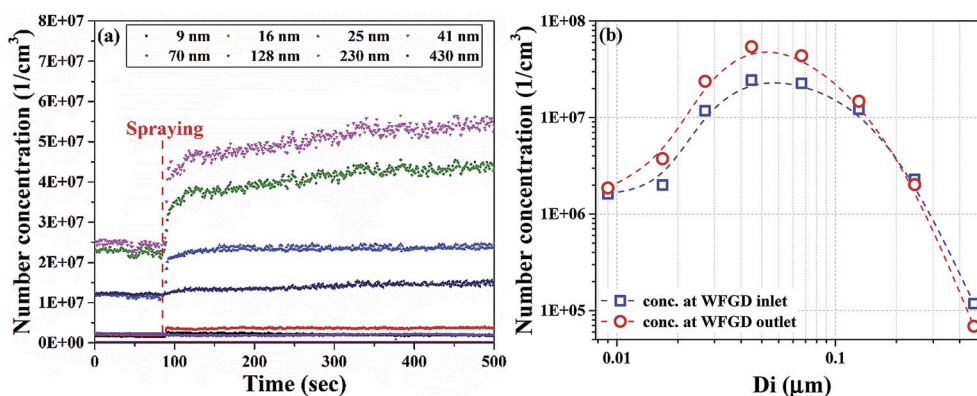 (a)
9 nm 16 nm 25 nm 41 nm
70 nm 128 nm 230 nm 430 nm
Spraying
8E+07
7E+07
6E+07
5E+07
4E+07
3E+07
2E+07
1E+07
0E+00
0 100 200 300 400 500
Number concentration (1/cm³)
Time (sec)
(b)
1E+08
1E+07
1E+06
1E+05
0.01 0.1
Number concentration (1/cm³)
Di (μm)
conc. at WFGD inlet
conc. at WFGD outlet